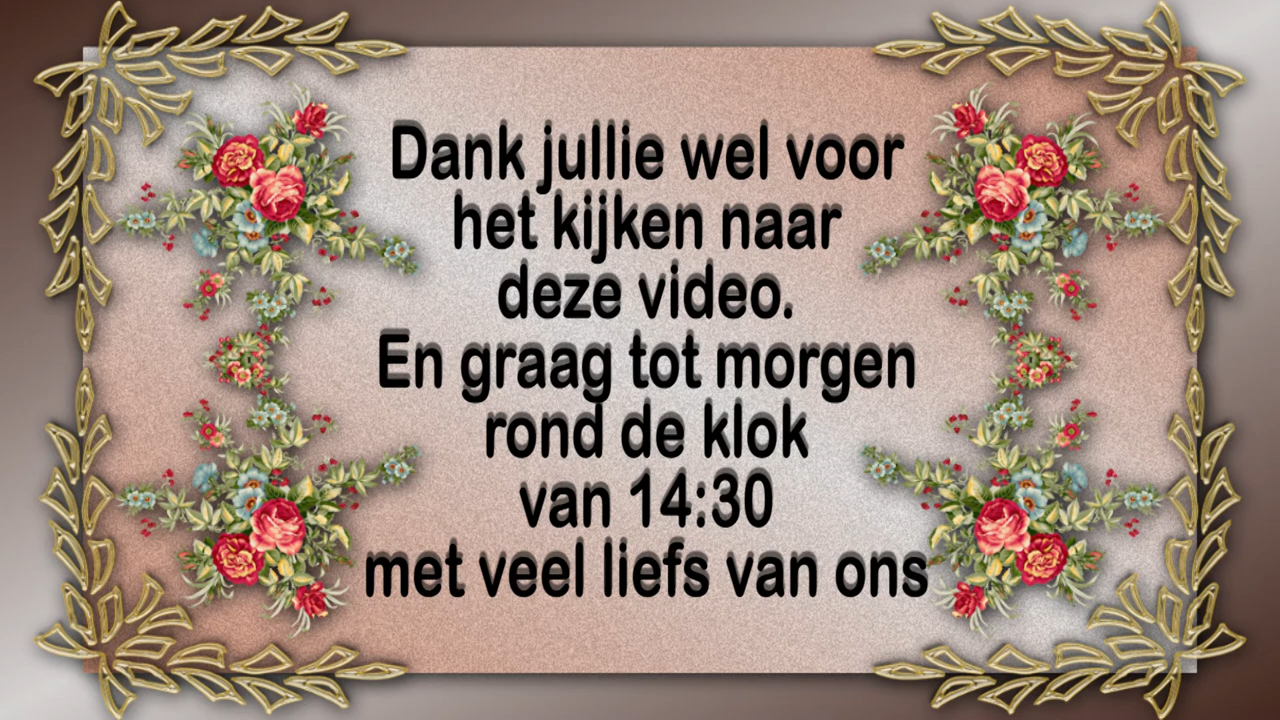 Dank jullie wel voor
het kijken naar
deze video.
En graag tot morgen
rond de klok
van 14:30
met veel liefs van ons